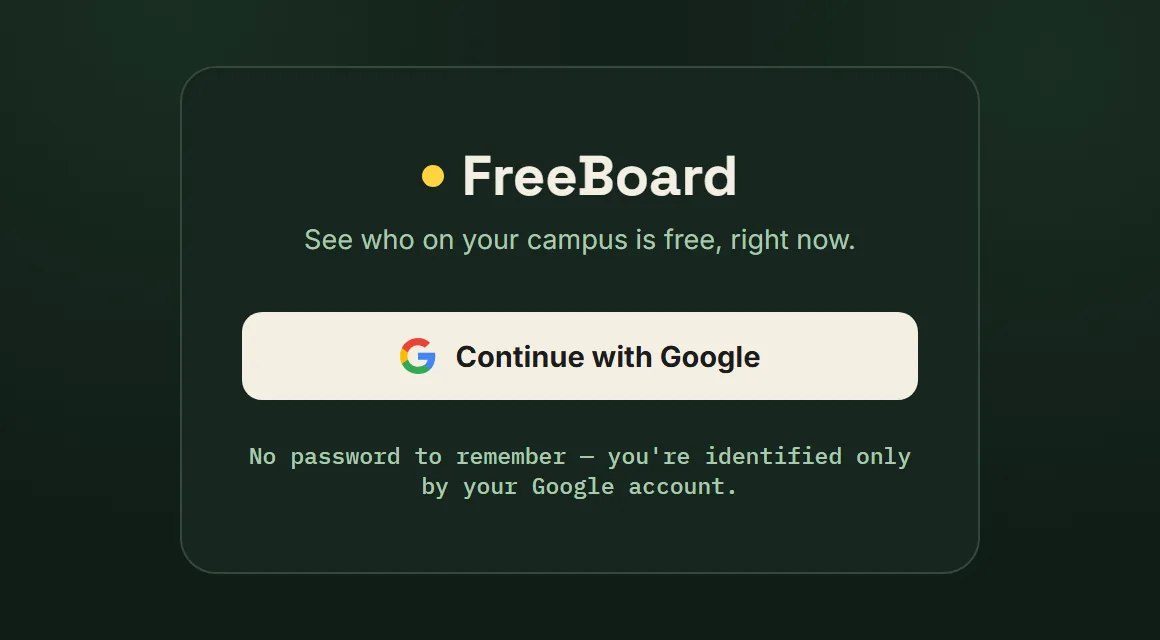 FreeBoard
See who on your campus is free, right now.
Continue with Google
No password to remember — you're identified only
by your Google account.